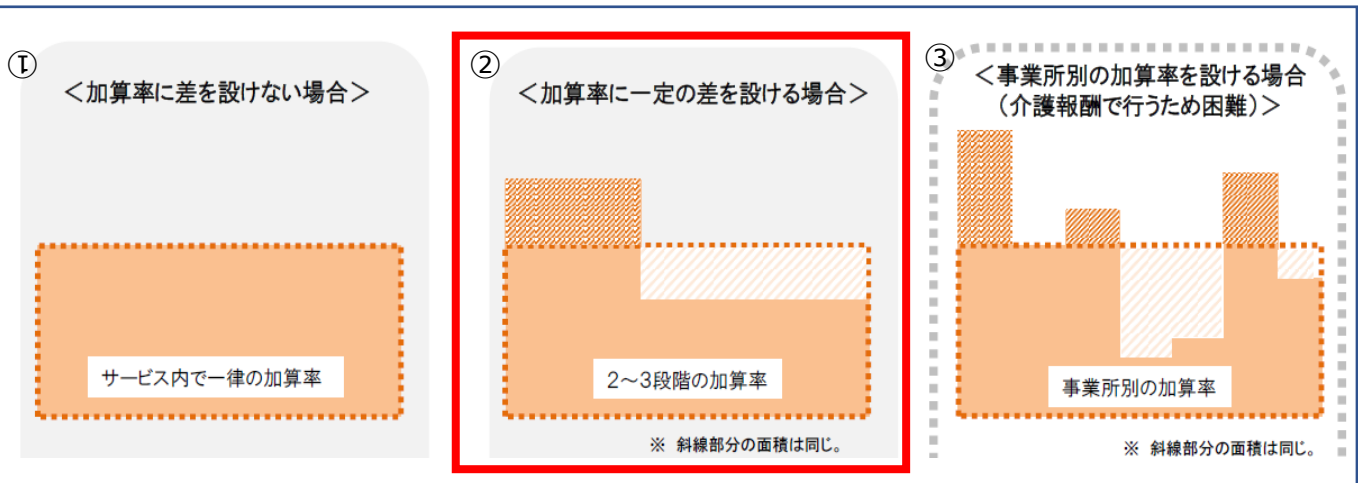 ①
<加算率に差を設けない場合>
サービス内で一律の加算率
②
<加算率に一定の差を設ける場合>
2~3段階の加算率
※ 斜線部分の面積は同じ。
③
<事業所別の加算率を設ける場合
(介護報酬で行うため困難)>
事業所別の加算率
※ 斜線部分の面積は同じ。